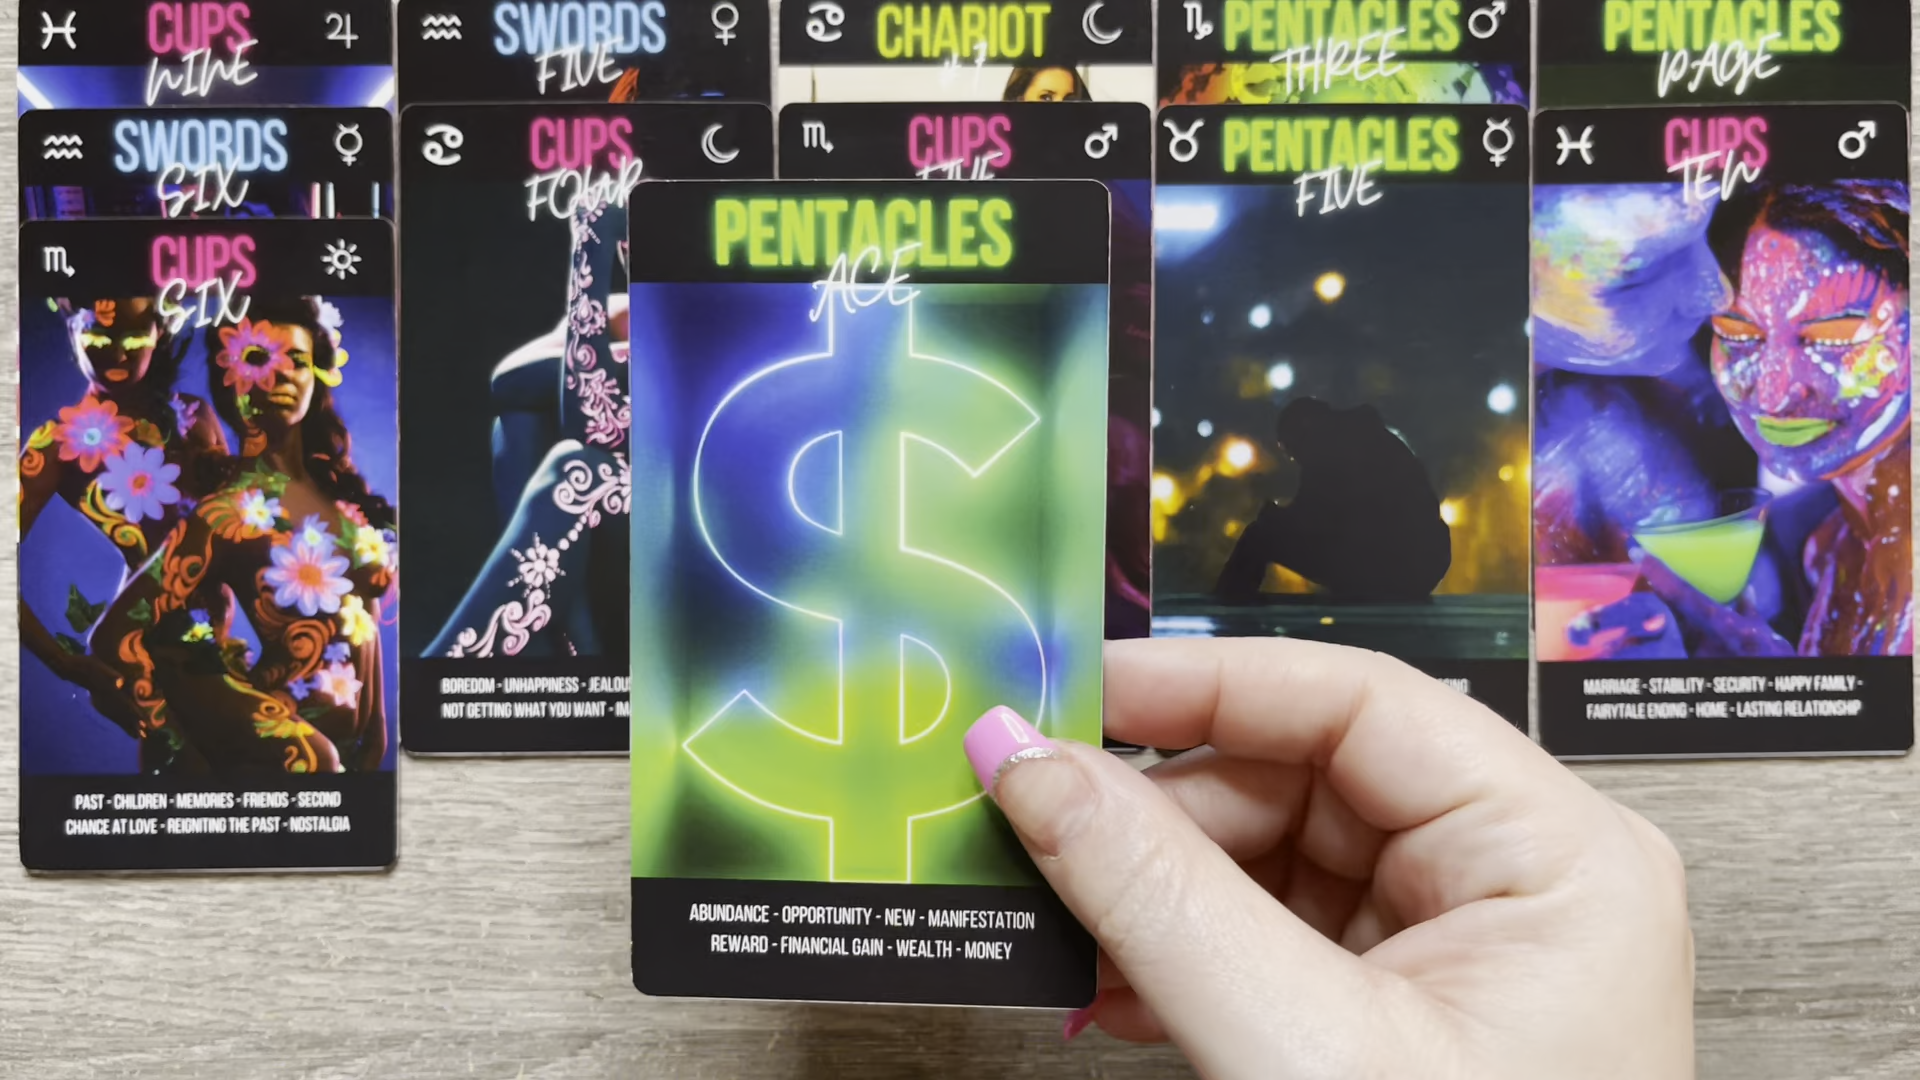 CUPS
NINE
SWORDS
FIVE
CHARIOT
PENTACLES
THREE
PENTACLES
PAGE
SWORDS
SIX
CUPS
FOUR
CUPS
FIVE
PENTACLES
FIVE
CUPS
TEN
CUPS
SIX
PENTACLES
ACE
BOREDOM - UNHAPPINESS -
NOT GETTING WHAT YOU WANT -
MARRIAGE - STABILITY - SECURITY - HAPPY FAMILY -
FAIRYTALE ENDING - HOME - LASTING RELATIONSHIP
PAST - CHILDREN - MEMORIES - FRIENDS - SECOND
CHANCE AT LOVE - REIGNITING THE PAST - NOSTALGIA
ABUNDANCE - OPPORTUNITY - NEW - MANIFESTATION
REWARD - FINANCIAL GAIN - WEALTH - MONEY